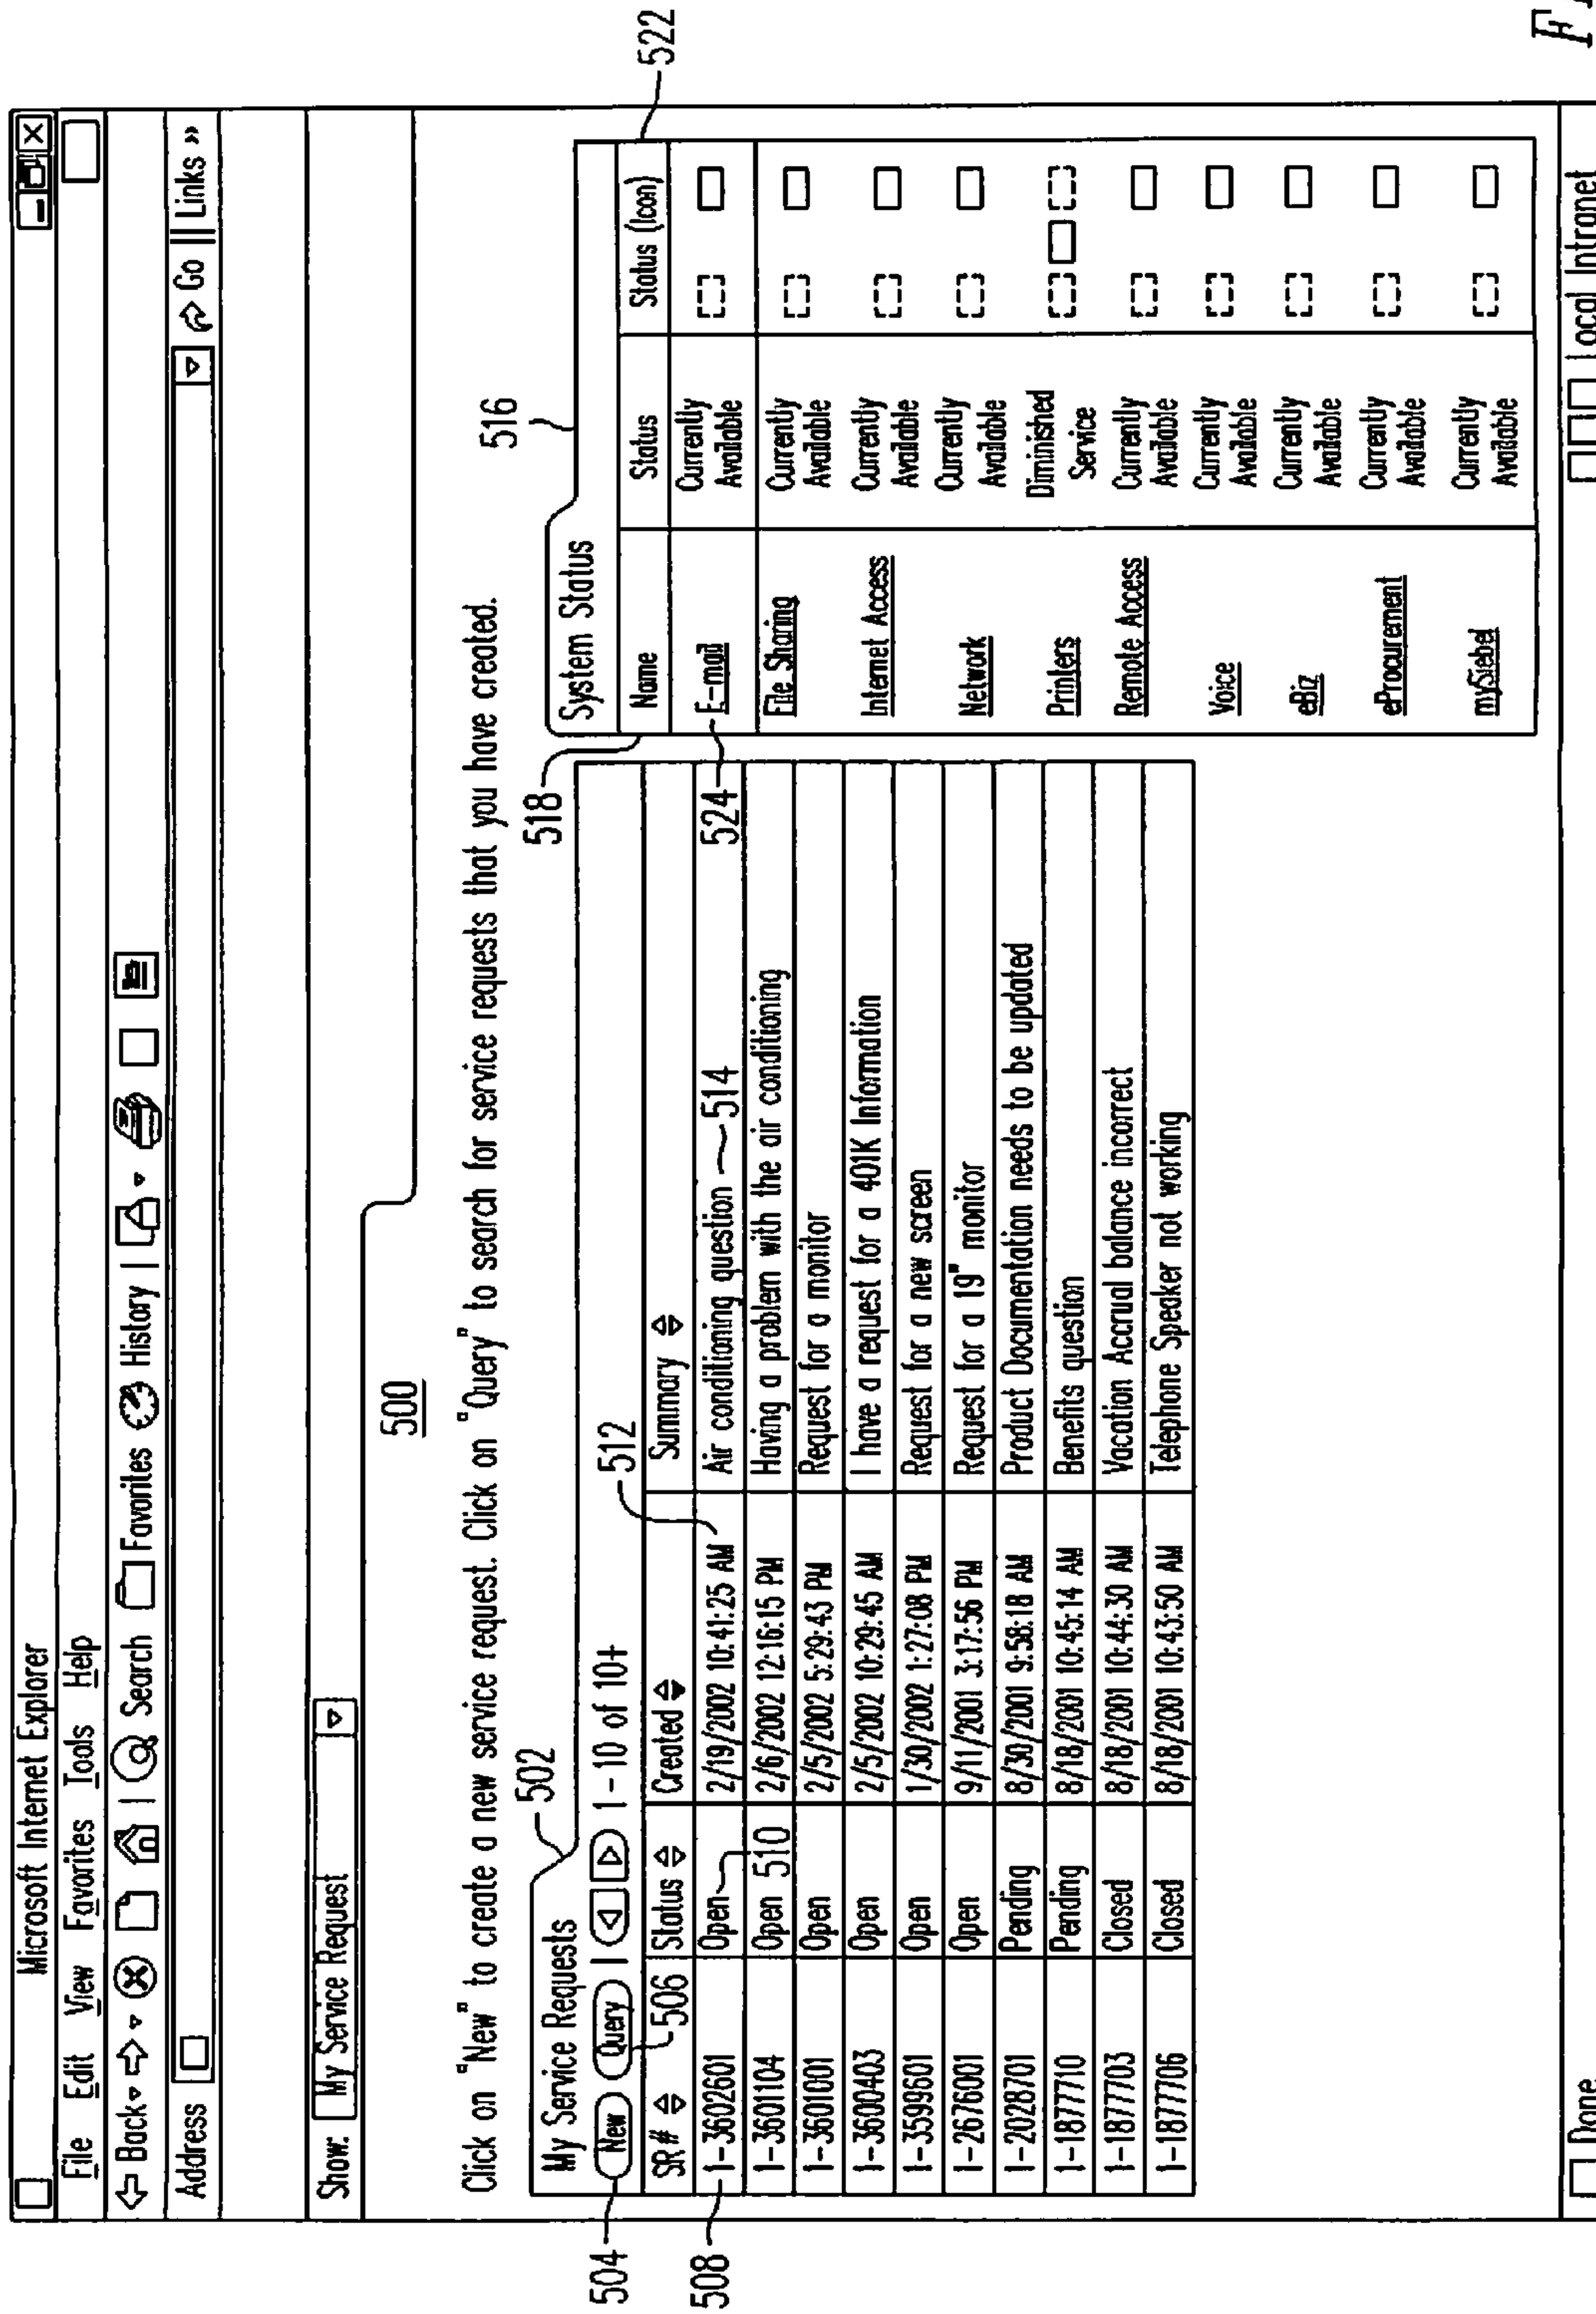 Microsoft Internet Explorer
File Edit View Favorites Tools Help
Back Search Favorites History
Address Go Links »
Show: My Service Request
500
Click on "New" to create a new service request. Click on "Query" to search for service requests that you have created.
502
516
518
522
My Service Requests
New Query 1-10 of 10+
504
506
512
SR # Status Created Summary
1-3602601 Open 2/19/2002 10:41:25 AM Air conditioning question 514
1-3601104 Open 510 2/6/2002 12:16:15 PM Having a problem with the air conditioning
1-3601001 Open 2/5/2002 5:29:43 PM Request for a monitor
1-3600403 Open 2/5/2002 10:29:45 AM I have a request for a 401K Information
1-3599601 Open 1/30/2002 1:27:08 PM Request for a new screen
1-2676001 Open 9/11/2001 3:17:56 PM Request for a 19" monitor
1-2028701 Pending 8/30/2001 9:58:18 AM Product Documentation needs to be updated
1-1877710 Pending 8/18/2001 10:45:14 AM Benefits question
1-1877703 Closed 8/18/2001 10:44:30 AM Vacation Accrual balance incorrect
1-1877706 Closed 8/18/2001 10:43:50 AM Telephone Speaker not working
508
524
System Status
Name Status Status (Icon)
E-mail Currently Available
File Sharing Currently Available
Internet Access Currently Available
Network Currently Available
Printers Diminished Service
Remote Access Currently Available
Voice Currently Available
eBiz Currently Available
eProcurement Currently Available
mySiebel Currently Available
Done Local Intranet